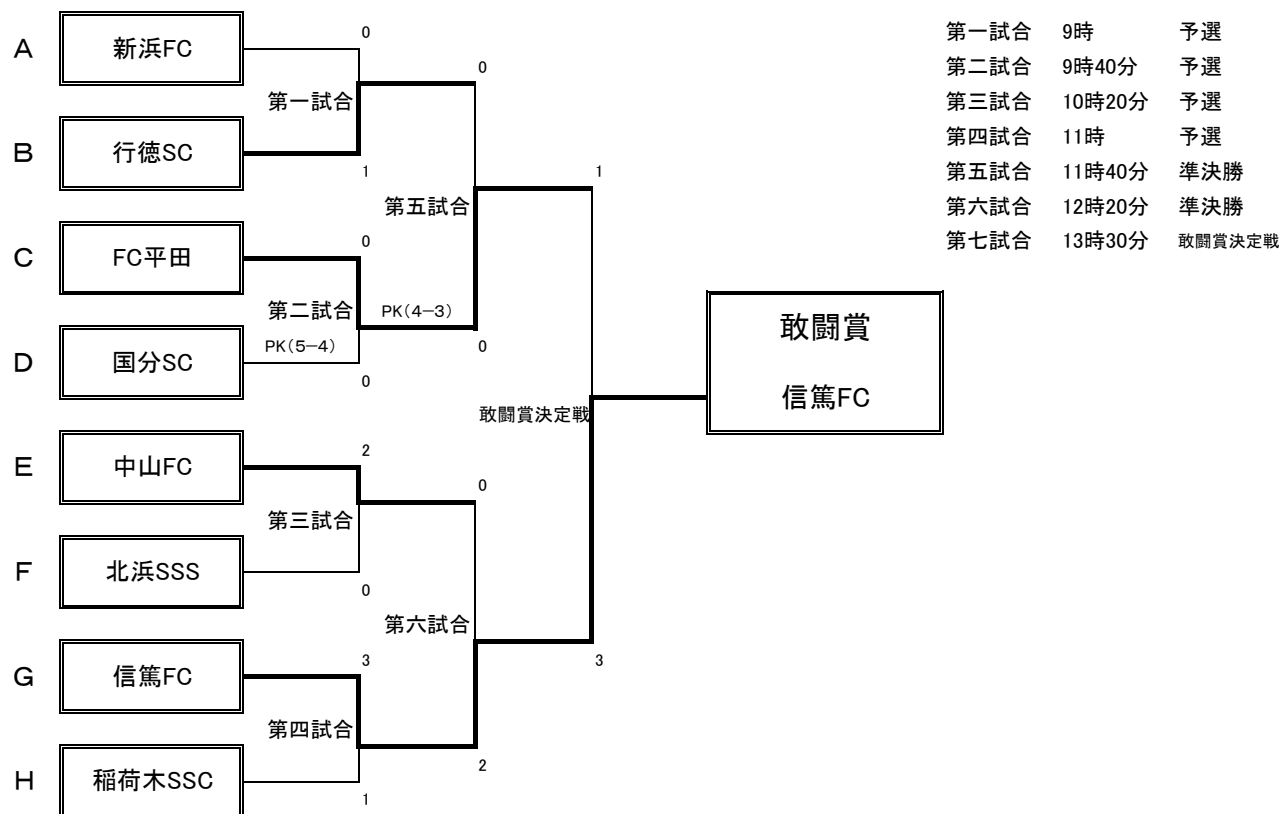 A 新浜FC
0
第一試合
0
B 行徳SC
1
第五試合
1
C FC平田
0
第二試合
PK(4-3)
PK(5-4)
D 国分SC
0
0
敢闘賞決定戦
E 中山FC
2
0
第三試合
F 北浜SSS
0
第六試合
G 信篤FC
3
3
第四試合
H 稲荷木SSC
2
1
第一試合 9時 予選
第二試合 9時40分 予選
第三試合 10時20分 予選
第四試合 11時 予選
第五試合 11時40分 準決勝
第六試合 12時20分 準決勝
第七試合 13時30分 敢闘賞決定戦
敢闘賞
信篤FC